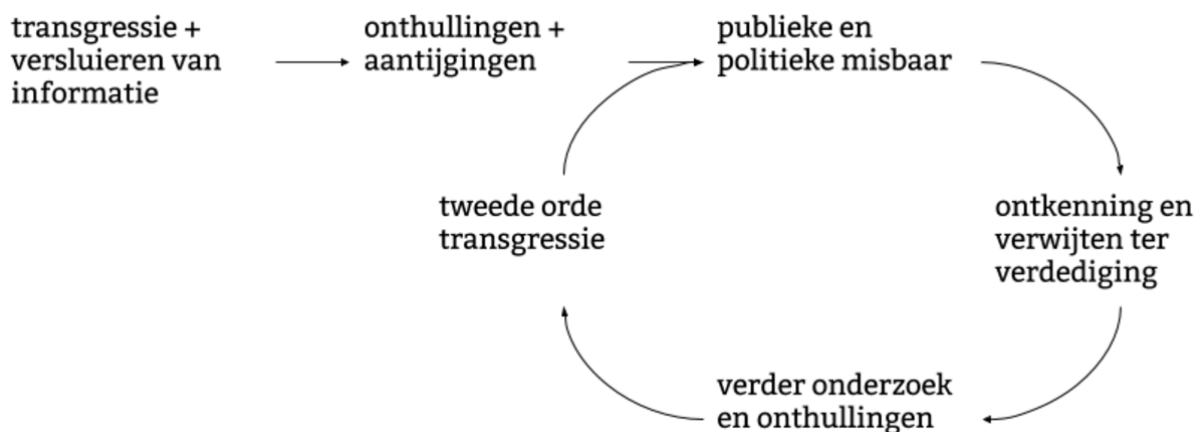 transgressie +
versluieren van
informatie
onthullingen +
aantijgingen
publieke en
politieke misbaar
ontkenning en
verwijten ter
verdediging
verder onderzoek
en onthullingen
tweede orde
transgressie